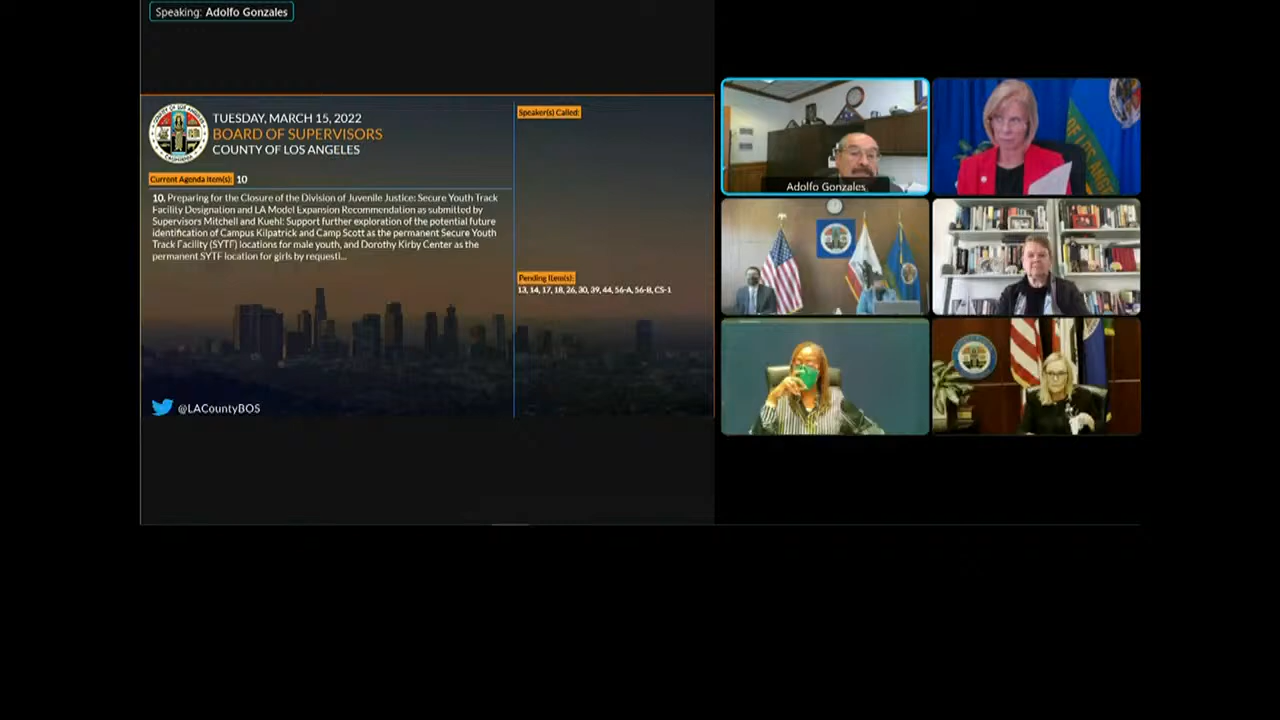 Speaking: Adolfo Gonzales
TUESDAY, MARCH 15, 2022
BOARD OF SUPERVISORS
COUNTY OF LOS ANGELES
Current Agenda Item(s): 10
10. Preparing for the Closure of the Division of Juvenile Justice: Secure Youth Track
Facility Designation and LA Model Expansion Recommendation as submitted by
Supervisors Mitchell and Kuehl: Support further exploration of the potential future
identification of Campus Kilpatrick and Camp Scott as the permanent Secure Youth
Track Facility (SYTF) locations for male youth, and Dorothy Kirby Center as the
permanent SYTF location for girls by requesti...
@LACountyBOS
Speaker(s) Called:
Pending Item(s):
13, 14, 17, 18, 26, 30, 39, 44, 56-A, 56-B, CS-1
Adolfo Gonzales